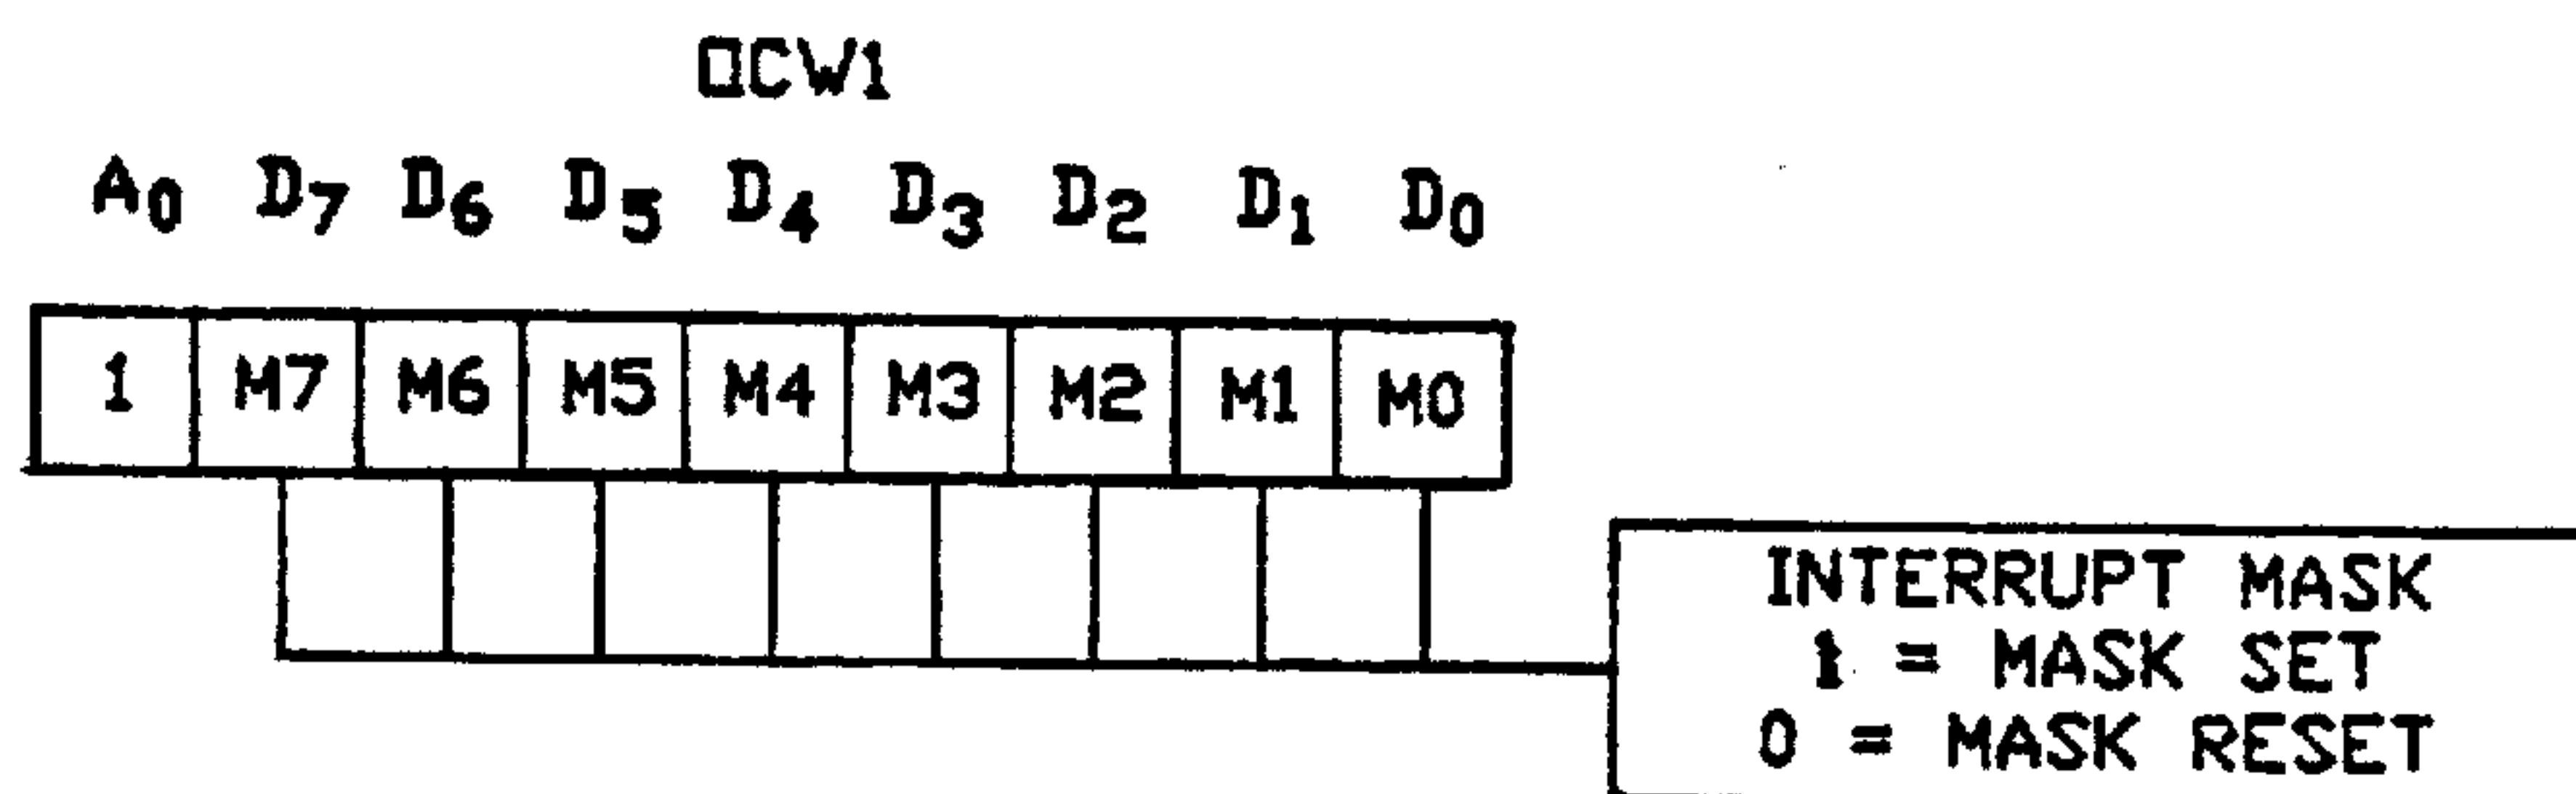 OCW1
A0 D7 D6 D5 D4 D3 D2 D1 D0
1 M7 M6 M5 M4 M3 M2 M1 M0
INTERRUPT MASK
1 = MASK SET
0 = MASK RESET